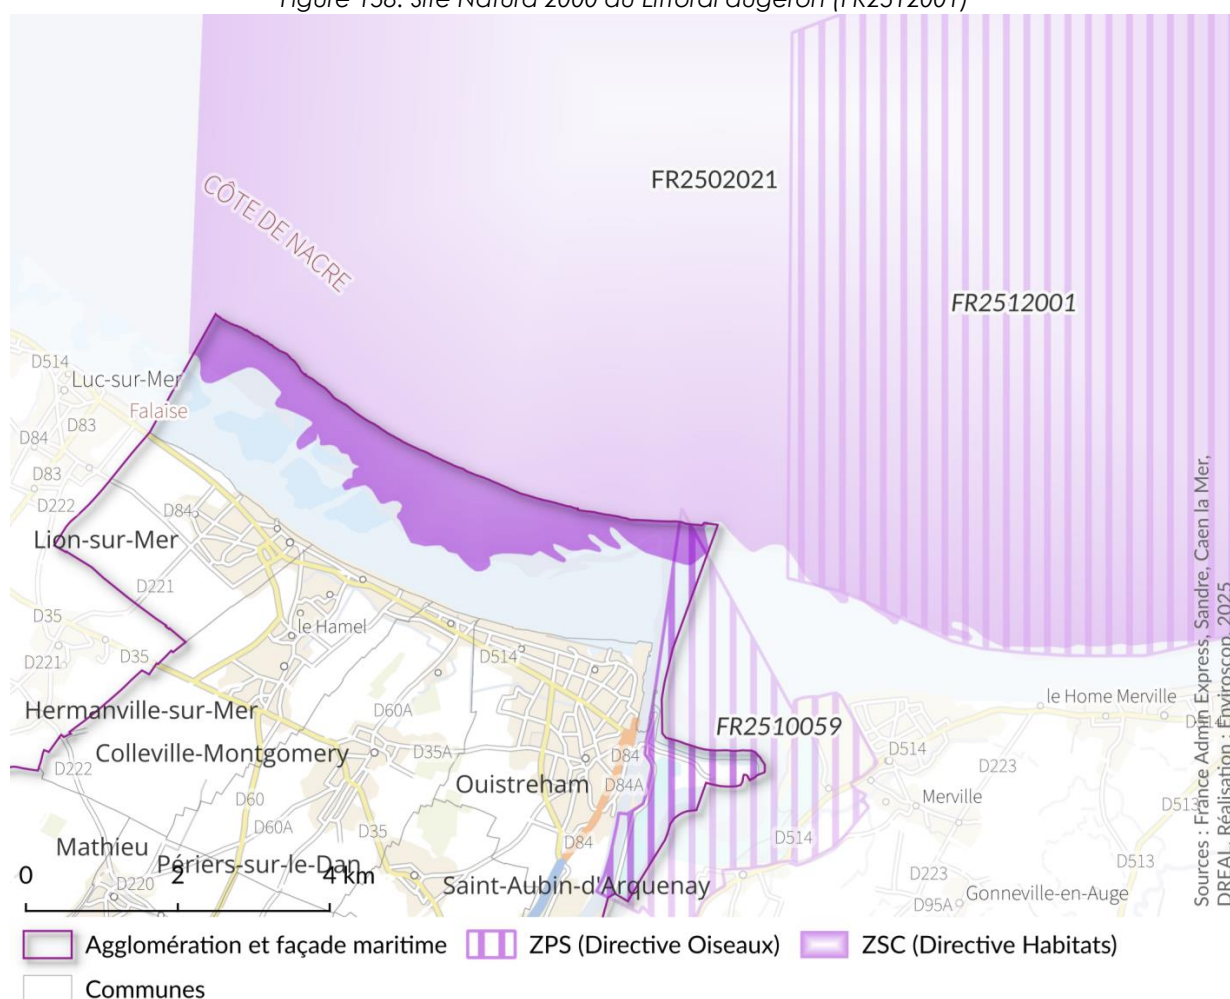 Figure 138: Site Natura 2000 du Littoral augeron (FR2512001)
FR2502021
CÔTE DE NACRE
FR2512001
D514
Luc-sur-Mer
Falaise
D83
D84
D83
D222
D84
Lion-sur-Mer
D221
D35
le Hamel
D221
D35
D514
le Home Merville
Hermanville-sur-Mer
D60A
FR2510059
D514
Colleville-Montgomery
D35A
D84
D222
D223
Ouistreham
D84A
D60
Merville
D513
D60A
D35
D84
D514
Mathieu
Périers-sur-le-Dan
D513
D220
Saint-Aubin-d'Arquenay
D223
Gonneville-en-Auge
D95A
0 2 4 km
Sources : France Admin Express, Sandre, Caen la Mer,
DREAL, Réalisation : Enviroscop, 2025
Agglomération et façade maritime ZPS (Directive Oiseaux) ZSC (Directive Habitats)
Communes